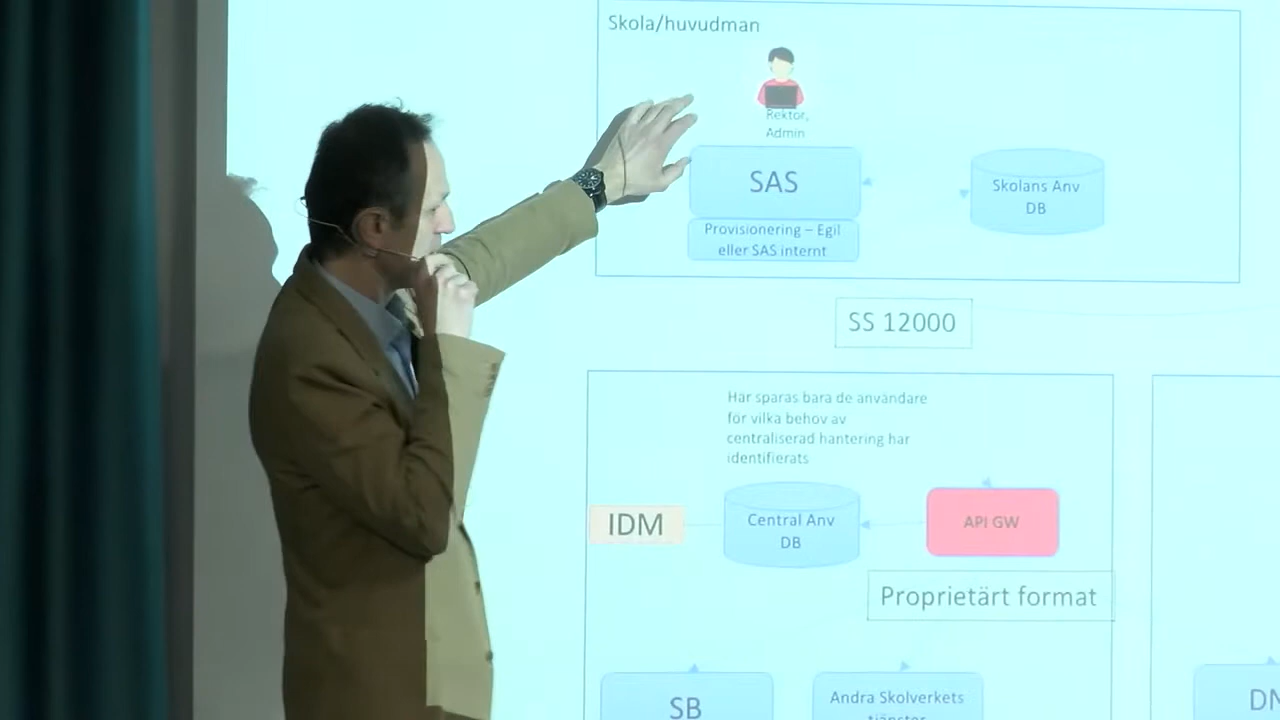 Skola/huvudman
Rektor,
Admin
SAS
Provisionering – Egil
eller SAS internt
Skolans Anv
DB
SS 12000
Har sparas bara de anvandare
for vilka behov av
centraliserad hantering har
identifierats
IDM
Central Anv
DB
API GW
Proprietärt format
SB
Andra Skolverkets
tjänster